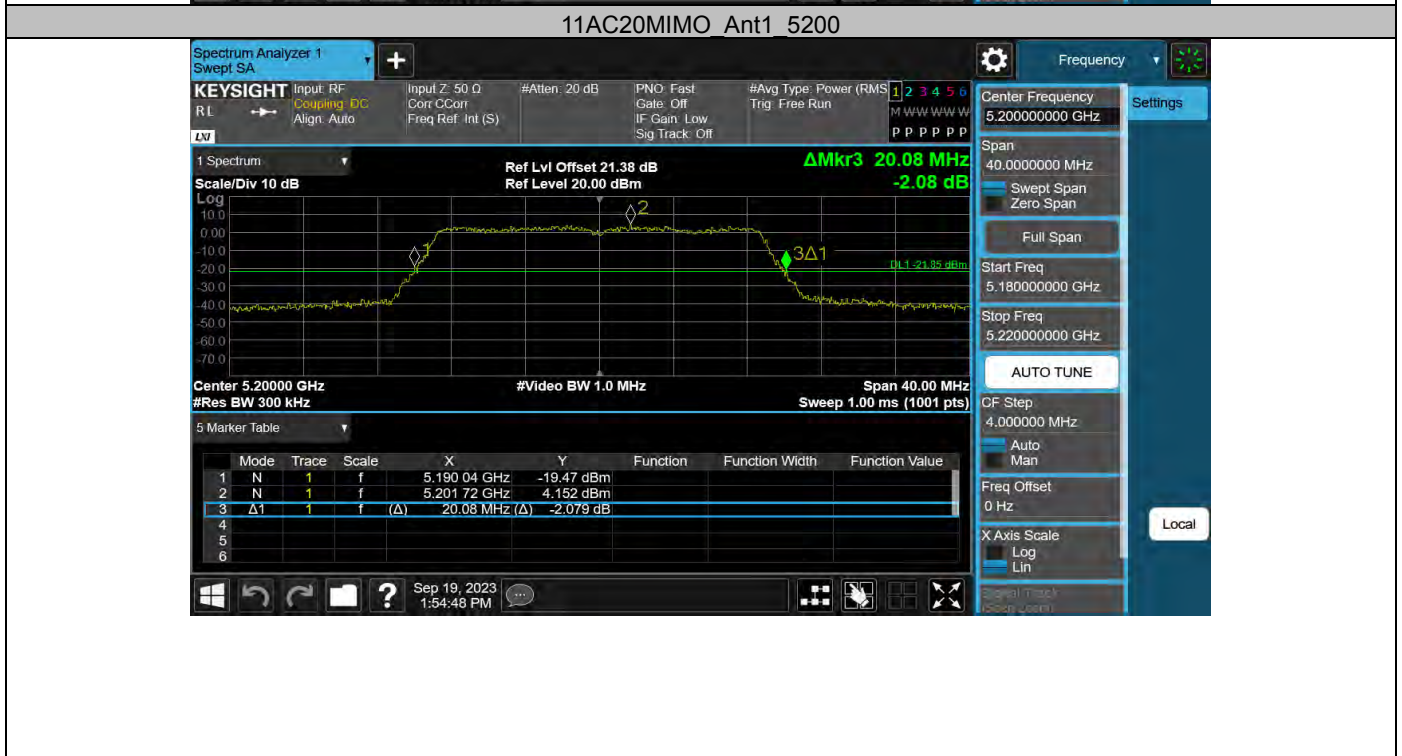 11AC20MIMO_Ant1_5200
Spectrum Analyzer 1
Swept SA
+
Frequency
KEYSIGHT
RL
LXI
Input: RF
Coupling: DC
Align: Auto
Input Z: 50 Ω
Corr CCorr
Freq Ref: Int (S)
#Atten: 20 dB
PNO: Fast
Gate: Off
IF Gain: Low
Sig Track: Off
#Avg Type: Power (RMS
Trig: Free Run
1 2 3 4 5 6
M W W W W W
P P P P P P
1 Spectrum
Scale/Div 10 dB
Ref Lvl Offset 21.38 dB
Ref Level 20.00 dBm
ΔMkr3 20.08 MHz
-2.08 dB
Log
10.0
0.00
-10.0
-20.0
-30.0
-40.0
-50.0
-60.0
-70.0
1
2
3Δ1
DL1 -21.85 dBm
Center 5.20000 GHz
#Res BW 300 kHz
#Video BW 1.0 MHz
Span 40.00 MHz
Sweep 1.00 ms (1001 pts)
5 Marker Table
Mode Trace Scale X Y Function Function Width Function Value
1 N 1 f 5.190 04 GHz -19.47 dBm
2 N 1 f 5.201 72 GHz 4.152 dBm
3 Δ1 1 f (Δ) 20.08 MHz (Δ) -2.079 dB
4
5
6
?
Sep 19, 2023
1:54:48 PM
Center Frequency
5.200000000 GHz
Settings
Span
40.0000000 MHz
Swept Span
Zero Span
Full Span
Start Freq
5.180000000 GHz
Stop Freq
5.220000000 GHz
AUTO TUNE
CF Step
4.000000 MHz
Auto
Man
Freq Offset
0 Hz
Local
X Axis Scale
Log
Lin
Signal Track
(Span Zoom)